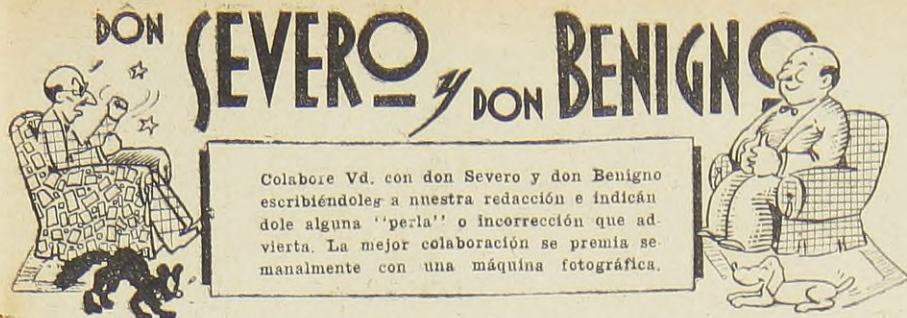 DON SEVERO y DON BENIGNO
Colabore Vd. con don Severo y don Benigno
escribiéndoles a nuestra redacción e indicán
dole alguna "perla" o incorrección que ad-
vierta. La mejor colaboración se premia se-
manalmente con una máquina fotográfica.